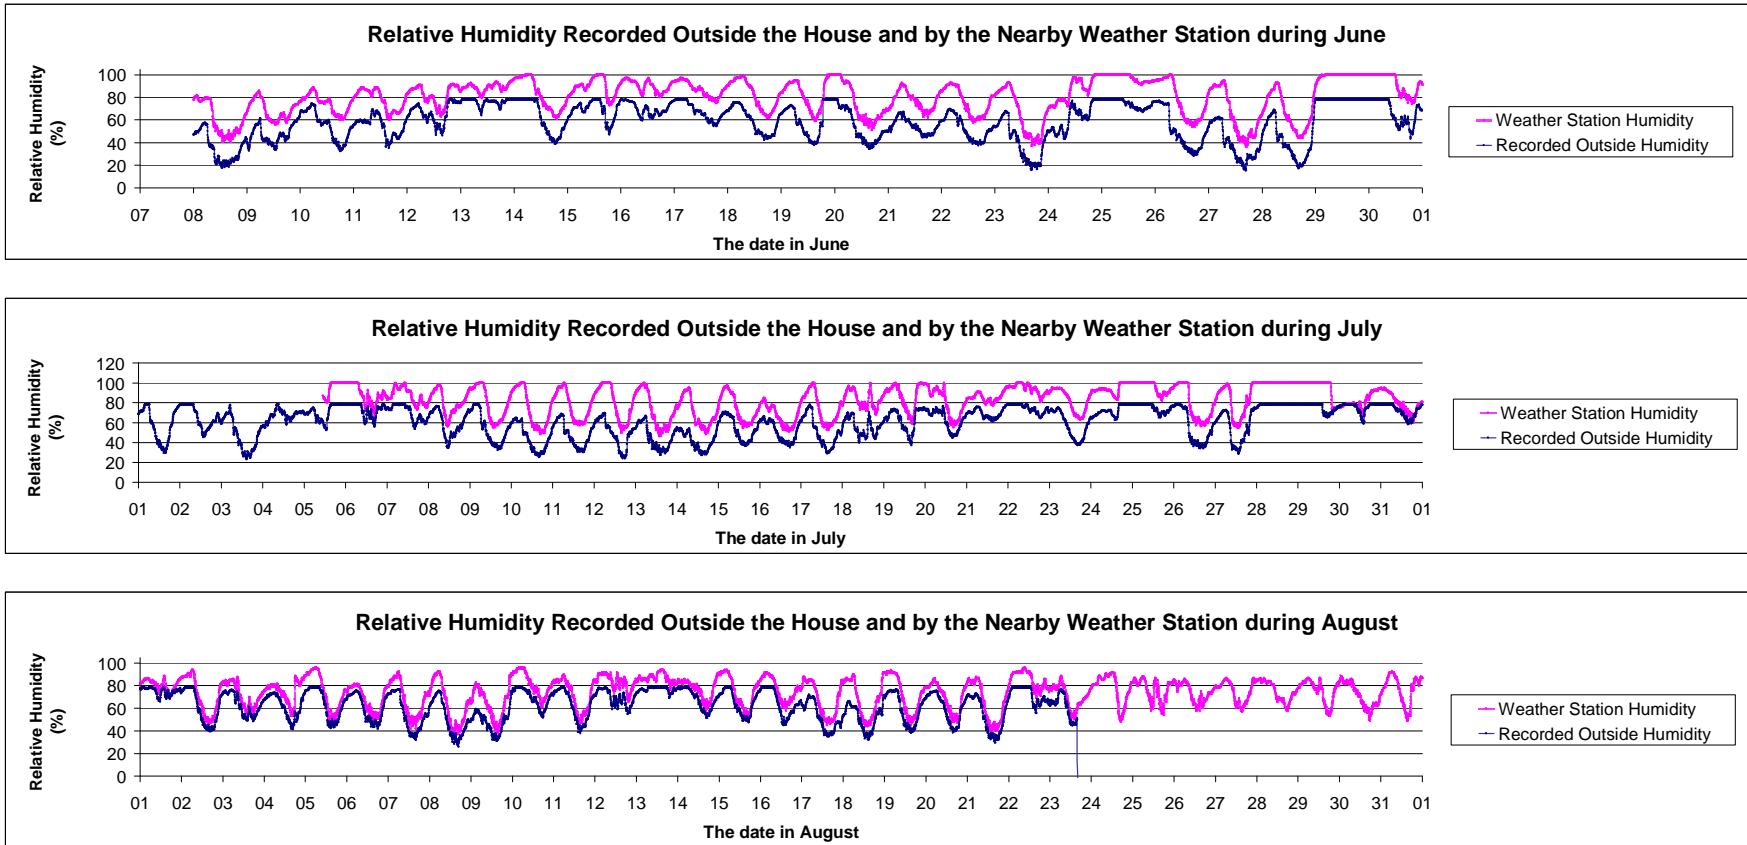 Relative Humidity Recorded Outside the House and by the Nearby Weather Station during June
Relative Humidity
(%)
100
80
60
40
20
0
07 08 09 10 11 12 13 14 15 16 17 18 19 20 21 22 23 24 25 26 27 28 29 01
The date in June
Weather Station Humidity
Recorded Outside Humidity
Relative Humidity Recorded Outside the House and by the Nearby Weather Station during July
Relative Humidity
(%)
120
100
80
60
40
20
0
01 02 03 04 05 06 07 08 09 10 11 12 13 14 15 16 17 18 19 20 21 22 23 24 25 26 27 28 29 30 31 01
The date in July
Weather Station Humidity
Recorded Outside Humidity
Relative Humidity Recorded Outside the House and by the Nearby Weather Station during August
Relative Humidity
(%)
100
80
60
40
20
0
01 02 03 04 05 06 07 08 09 10 11 12 13 14 15 16 17 18 19 20 21 22 23 24 25 26 27 28 29 30 31 01
The date in August
Weather Station Humidity
Recorded Outside Humidity